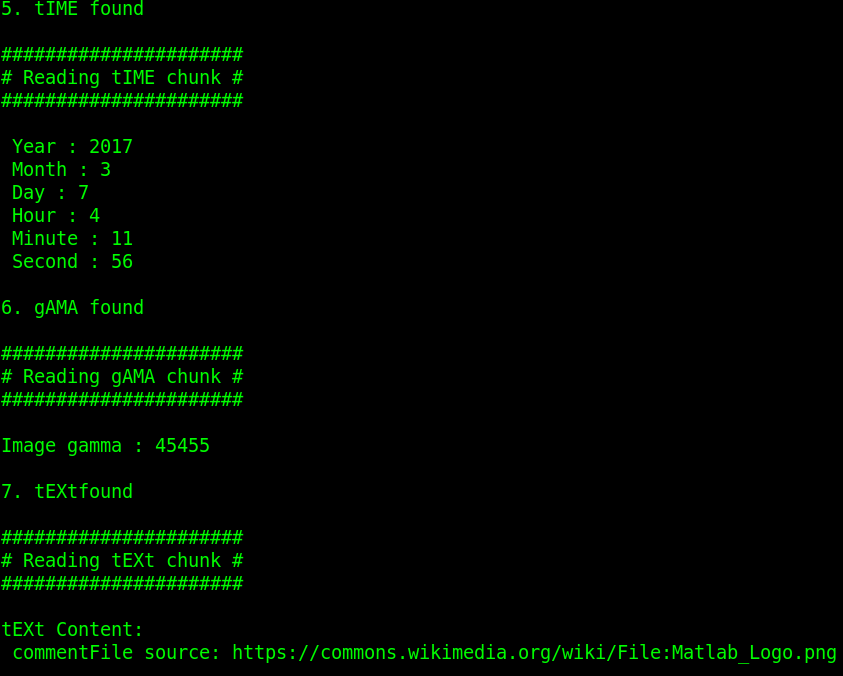 5. tIME found
######################
# Reading tIME chunk #
######################
Year : 2017
Month : 3
Day : 7
Hour : 4
Minute : 11
Second : 56
6. gAMA found
######################
# Reading gAMA chunk #
######################
Image gamma : 45455
7. tEXtfound
######################
# Reading tEXt chunk #
######################
tEXt Content:
commentFile source: https://commons.wikimedia.org/wiki/File:Matlab_Logo.png